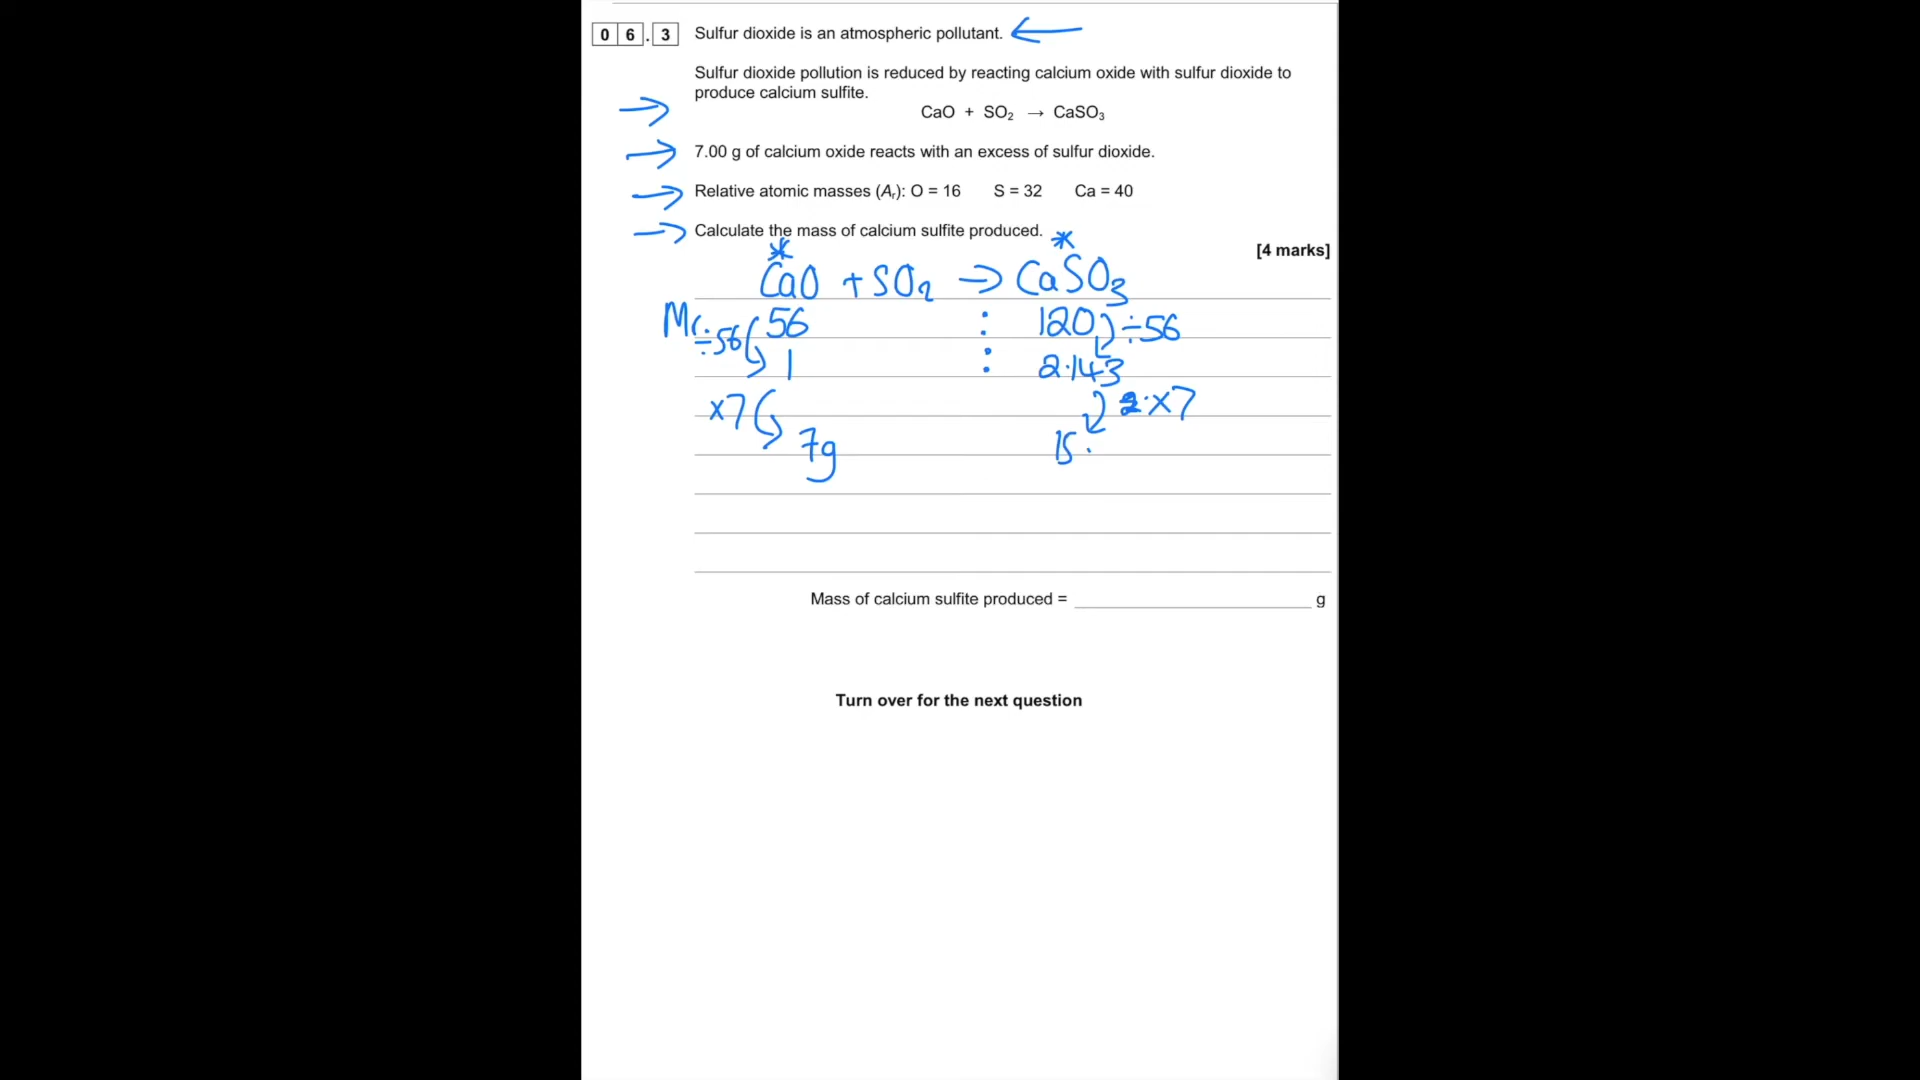 06.3 Sulfur dioxide is an atmospheric pollutant. ←
Sulfur dioxide pollution is reduced by reacting calcium oxide with sulfur dioxide to
produce calcium sulfite.
→ CaO + SO₂ → CaSO₃
→ 7.00 g of calcium oxide reacts with an excess of sulfur dioxide.
→ Relative atomic masses (Aᵣ): O = 16 S = 32 Ca = 40
→ Calculate the mass of calcium sulfite produced.
* *
[4 marks]
CaO + SO₂ → CaSO₃
Mr: 56 : 120
÷56 ÷56
1 : 2.143
x7 x7
7g 15.
Mass of calcium sulfite produced = g
Turn over for the next question